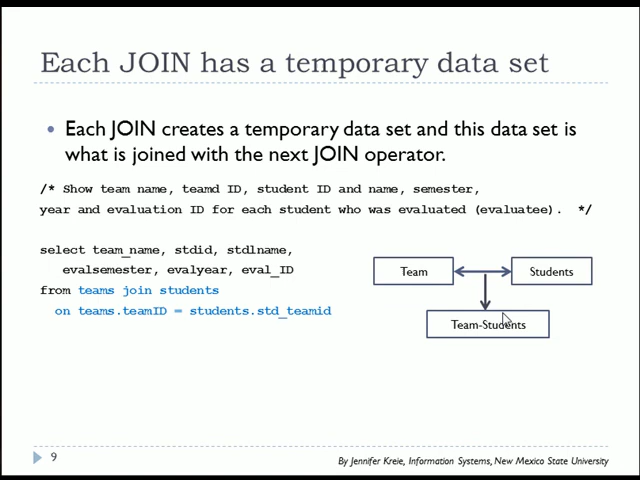 Each JOIN has a temporary data set
• Each JOIN creates a temporary data set and this data set is
what is joined with the next JOIN operator.
/* Show team name, teamd ID, student ID and name, semester,
year and evaluation ID for each student who was evaluated (evaluatee). */
select team_name, stdid, stdlname,
evalsemester, evalyear, eval_ID
from teams join students
on teams.teamID = students.std_teamid
Team
Students
Team-Students
9
By Jennifer Kreie, Information Systems, New Mexico State University